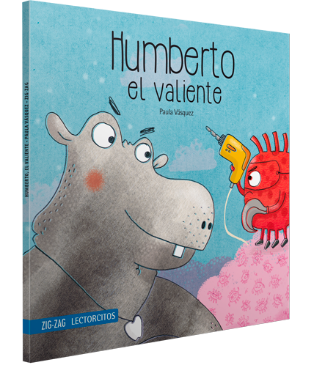 Humberto
el valiente
Paula Vásquez
ZIG-ZAG LECTORCITOS
HUMBERTO, EL VALIENTE · PAULA VÁSQUEZ · ZIG-ZAG